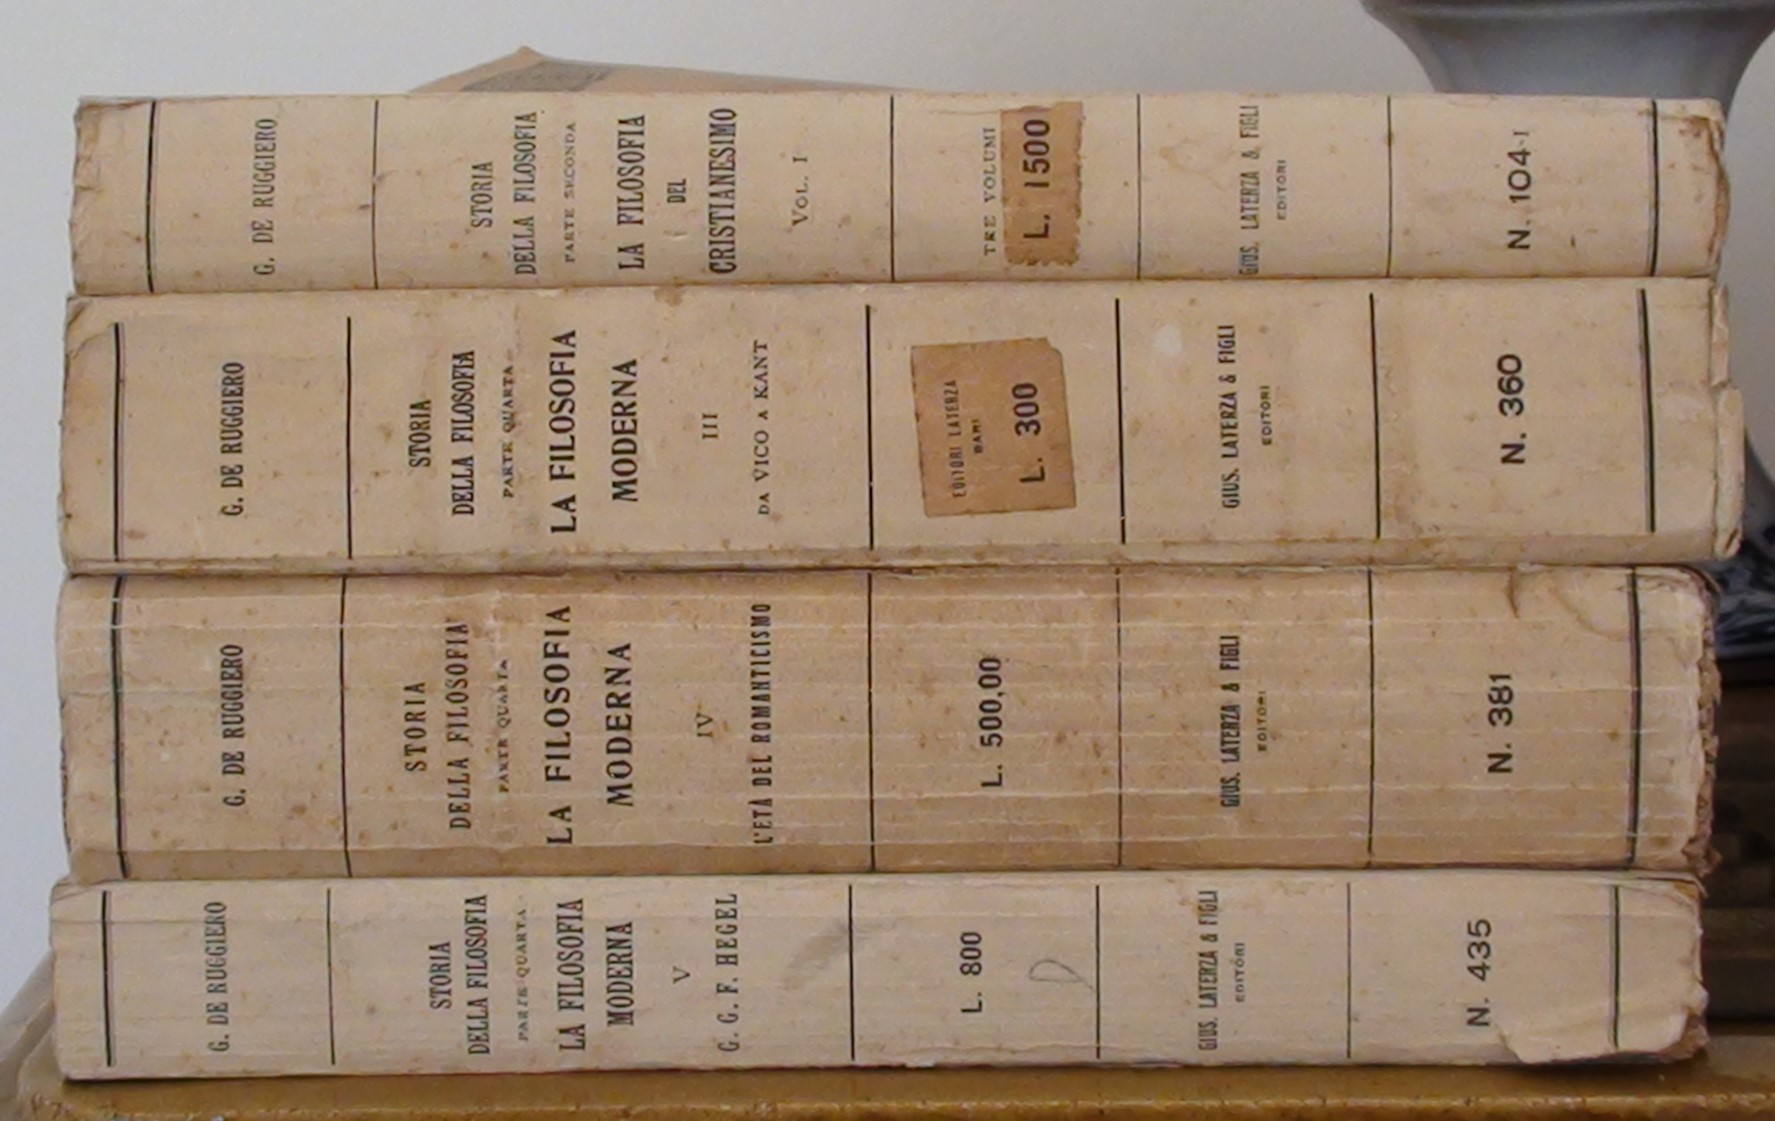 G. DE RUGGIERO
STORIA
DELLA FILOSOFIA
PARTE SECONDA
LA FILOSOFIA
DEL
CRISTIANESIMO
VOL. I
TRE VOLUMI
L. 1500
GIUS. LATERZA & FIGLI
EDITORI
N. 104-I
G. DE RUGGIERO
STORIA
DELLA FILOSOFIA
PARTE QUARTA
LA FILOSOFIA
MODERNA
III
DA VICO A KANT
EDITORI LATERZA
BARI
L. 300
GIUS. LATERZA & FIGLI
EDITORI
N. 360
G. DE RUGGIERO
STORIA
DELLA FILOSOFIA
PARTE QUARTA
LA FILOSOFIA
MODERNA
IV
L'ETÀ DEL ROMANTICISMO
L. 500,00
GIUS. LATERZA & FIGLI
EDITORI
N. 381
G. DE RUGGIERO
STORIA
DELLA FILOSOFIA
PARTE QUARTA
LA FILOSOFIA
MODERNA
V
G. G. F. HEGEL
L. 800
D
GIUS. LATERZA & FIGLI
EDITORI
N. 435